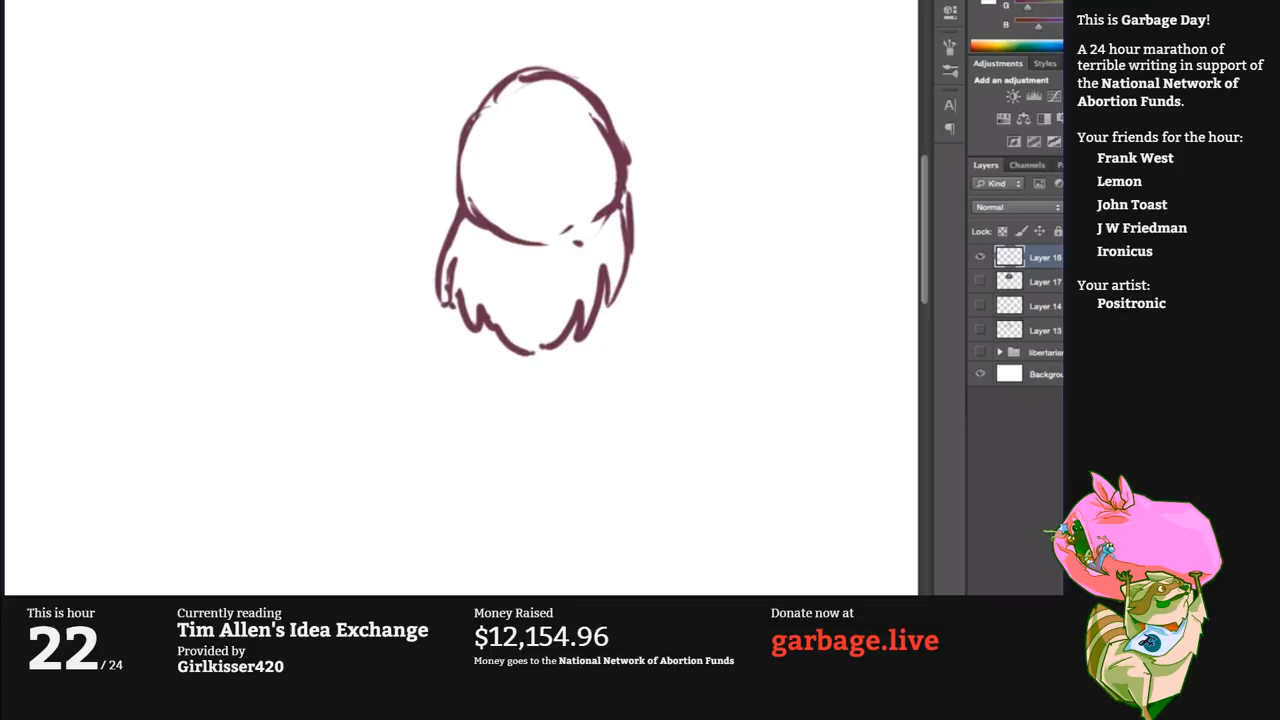 G
B
Adjustments Styles
Add an adjustment
Layers Channels
Kind
Normal
Lock:
Layer 18
Layer 17
Layer 14
Layer 13
libertarian
Backgrou
This is Garbage Day!
A 24 hour marathon of
terrible writing in support of
the National Network of
Abortion Funds.
Your friends for the hour:
Frank West
Lemon
John Toast
J W Friedman
Ironicus
Your artist:
Positronic
This is hour
22 / 24
Currently reading
Tim Allen's Idea Exchange
Provided by
Girlkisser420
Money Raised
$12,154.96
Money goes to the National Network of Abortion Funds
Donate now at
garbage.live